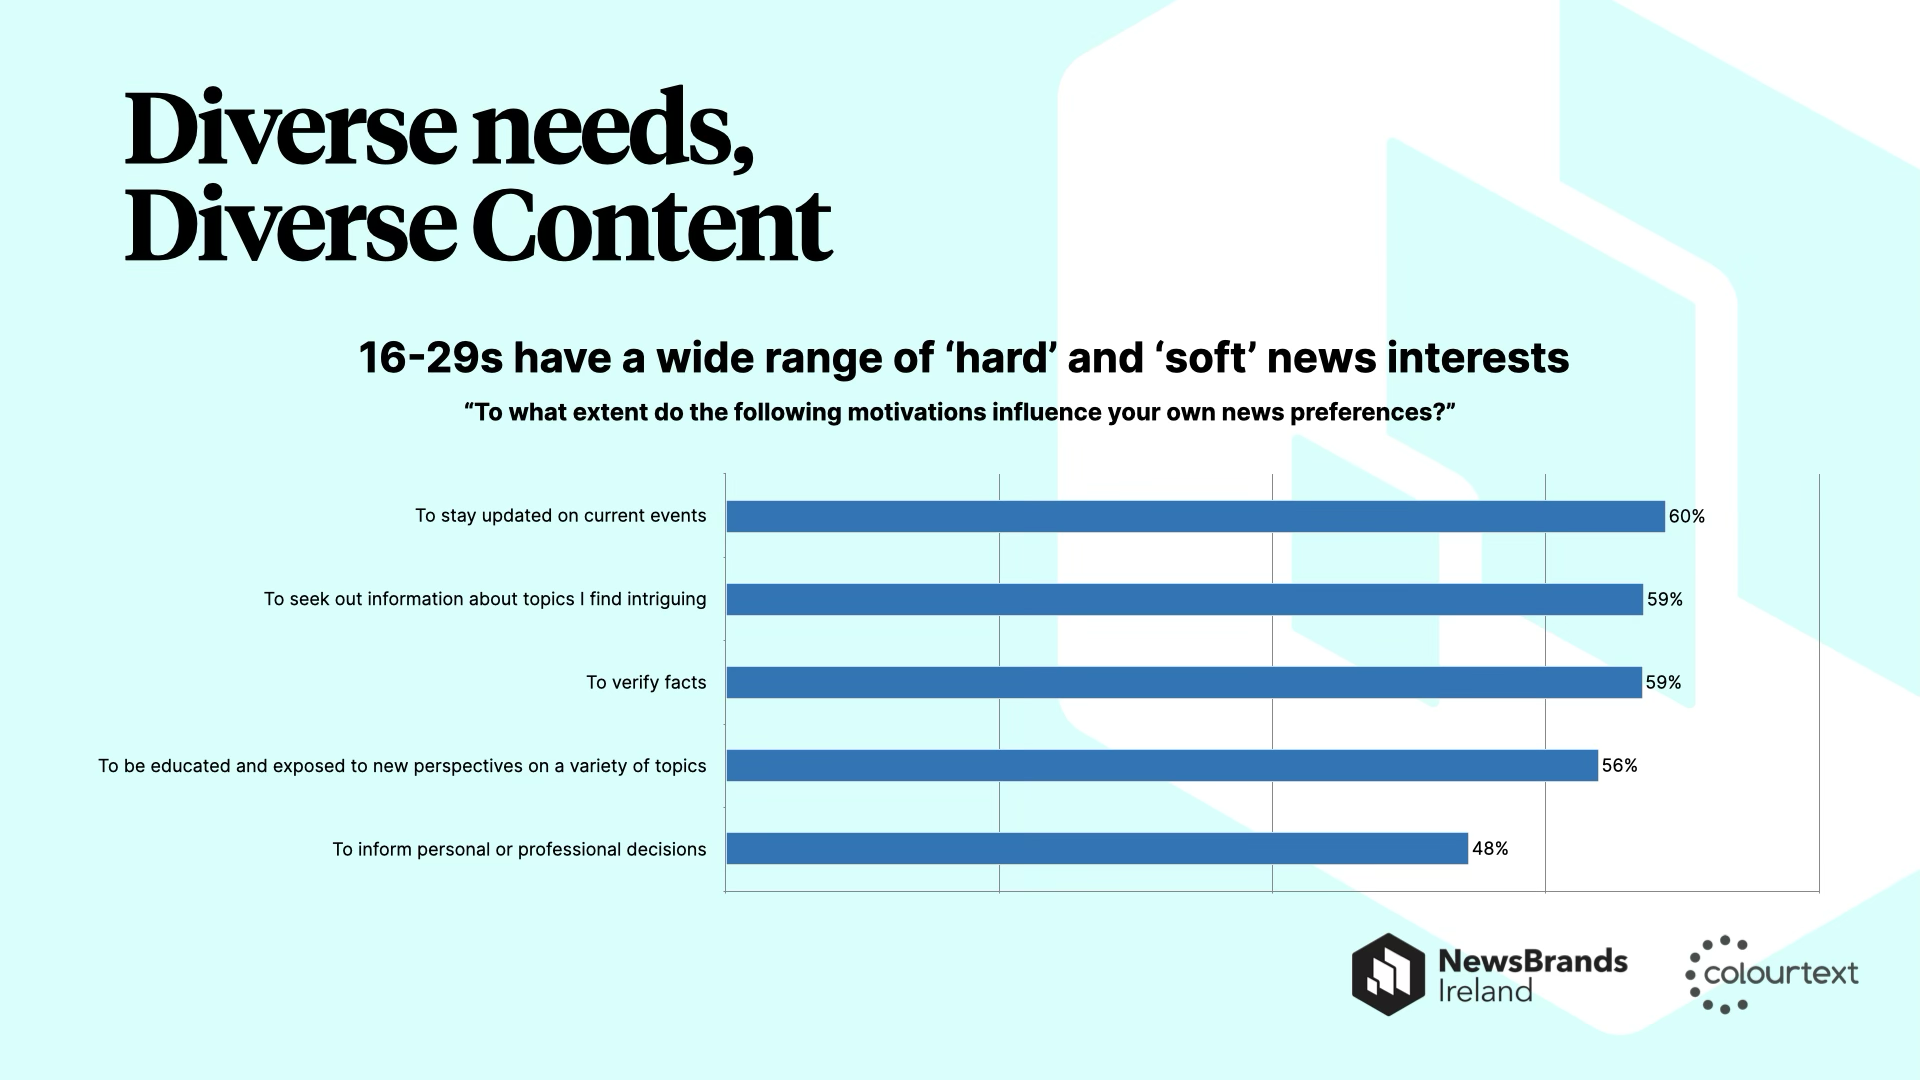 Diverse needs,
Diverse Content
16-29s have a wide range of ‘hard’ and ‘soft’ news interests
“To what extent do the following motivations influence your own news preferences?”
To stay updated on current events 60%
To seek out information about topics I find intriguing 59%
To verify facts 59%
To be educated and exposed to new perspectives on a variety of topics 56%
To inform personal or professional decisions 48%
NewsBrands
Ireland
colourtext